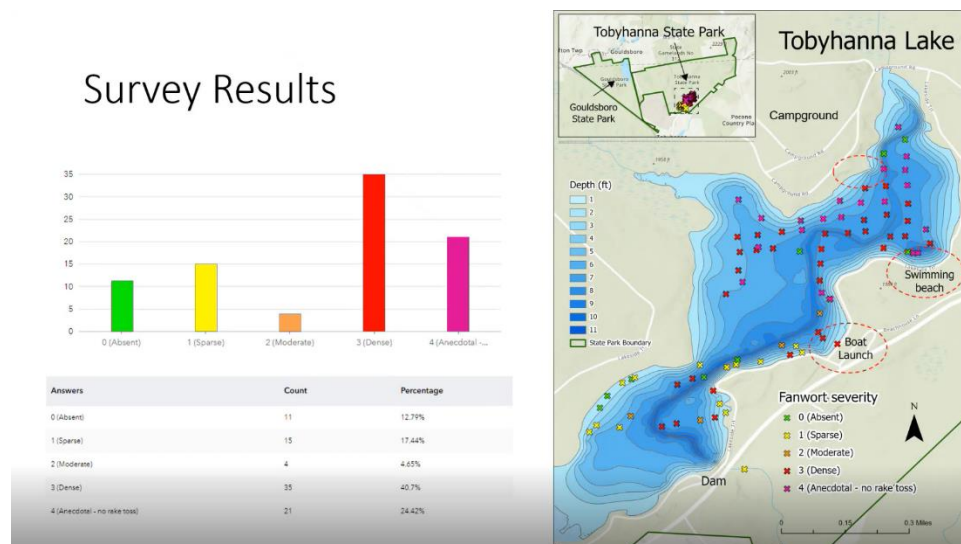 Survey Results
35
30
25
20
15
10
5
0
0 (Absent)
1 (Sparse)
2 (Moderate)
3 (Dense)
4 (Anecdotal -...
Answers Count Percentage
0 (Absent) 11 12.79%
1 (Sparse) 15 17.44%
2 (Moderate) 4 4.65%
3 (Dense) 35 40.7%
4 (Anecdotal - no rake toss) 21 24.42%
Tobyhanna State Park
Gouldsboro
Gouldsboro
State Park
Tobyhanna Lake
Campground
Campground Rd
Depth (ft)
1
2
3
4
5
6
7
8
9
10
11
State Park Boundary
Swimming
beach
Boat
Launch
Fanwort severity
0 (Absent)
1 (Sparse)
2 (Moderate)
3 (Dense)
4 (Anecdotal - no rake toss)
N
Dam
0 0.15 0.3 Miles